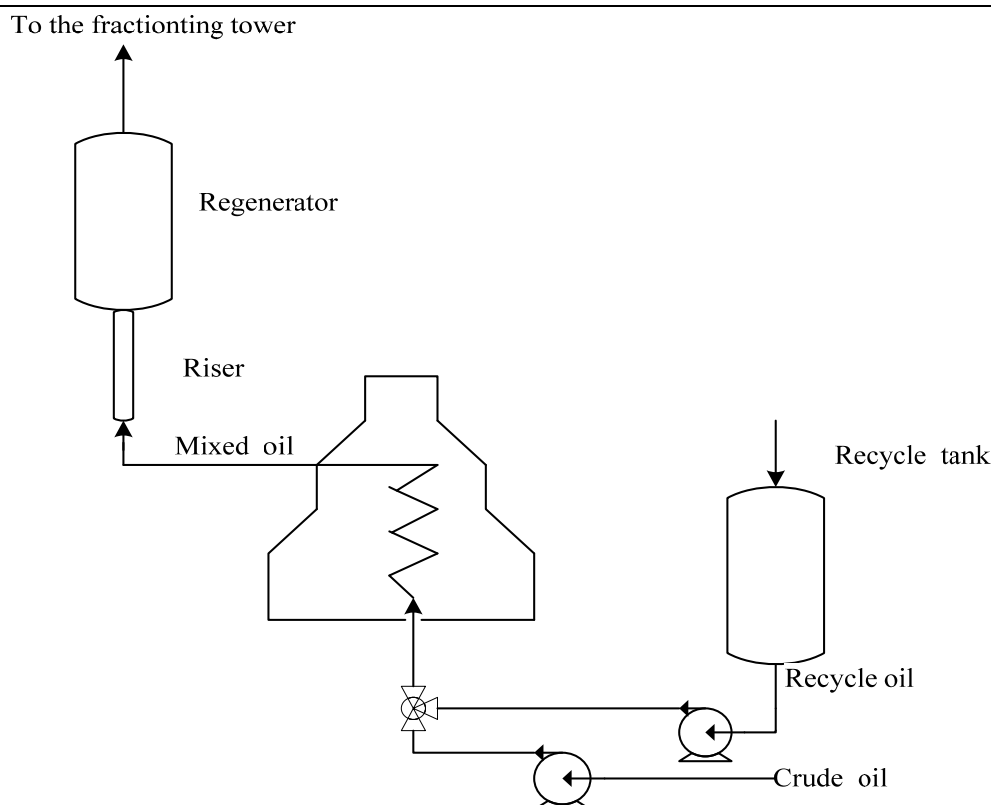 To the fractionting tower
Regenerator
Riser
Mixed oil
Recycle tank
Recycle oil
Crude oil